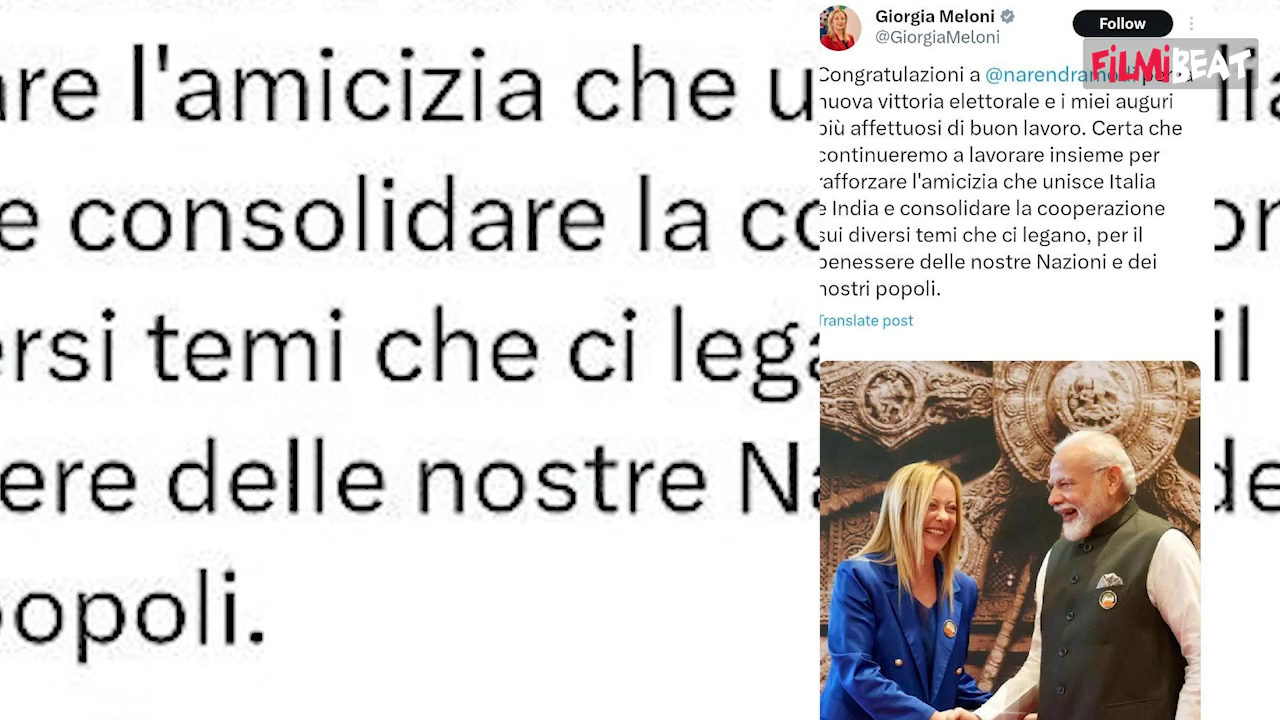 are l'amicizia che u
e consolidare la co
ersi temi che ci lega
ere delle nostre Na
popoli.
il
de
Giorgia Meloni
Follow
@GiorgiaMeloni
FiLMiBEAT
Congratulazioni a @narendramodi per
nuova vittoria elettorale e i miei auguri
più affettuosi di buon lavoro. Certa che
continueremo a lavorare insieme per
rafforzare l'amicizia che unisce Italia
e India e consolidare la cooperazione
sui diversi temi che ci legano, per il
benessere delle nostre Nazioni e dei
nostri popoli.
Translate post